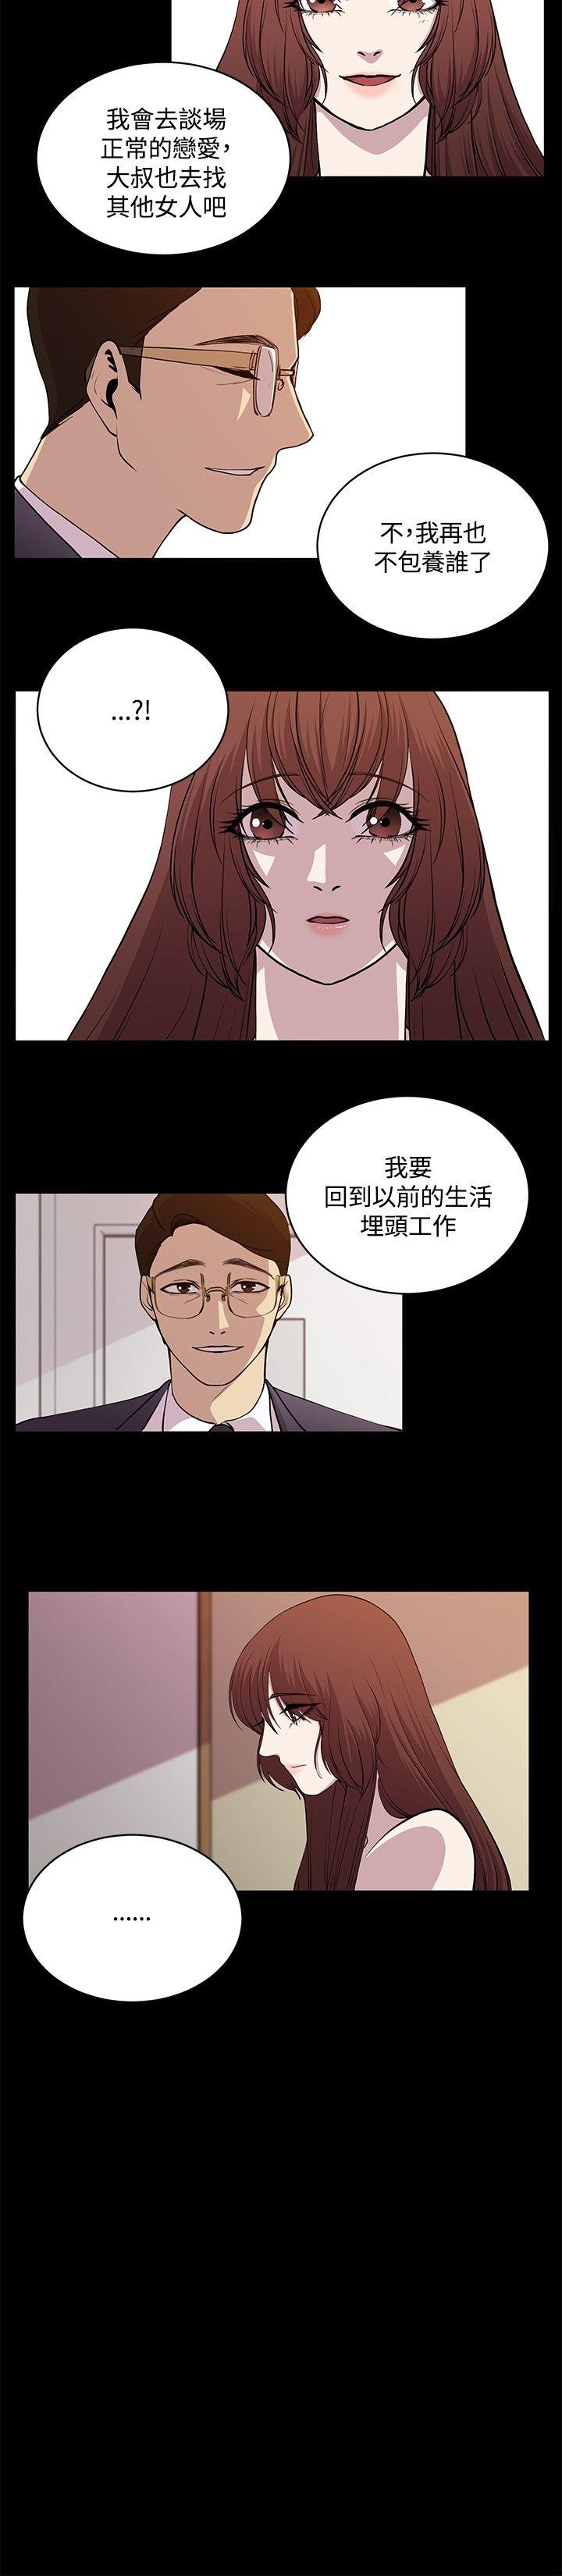 我會去談場
正常的戀愛，
大叔也去找
其他女人吧
不，我再也
不包養誰了
...?!
我要
回到以前的生活
埋頭工作
......